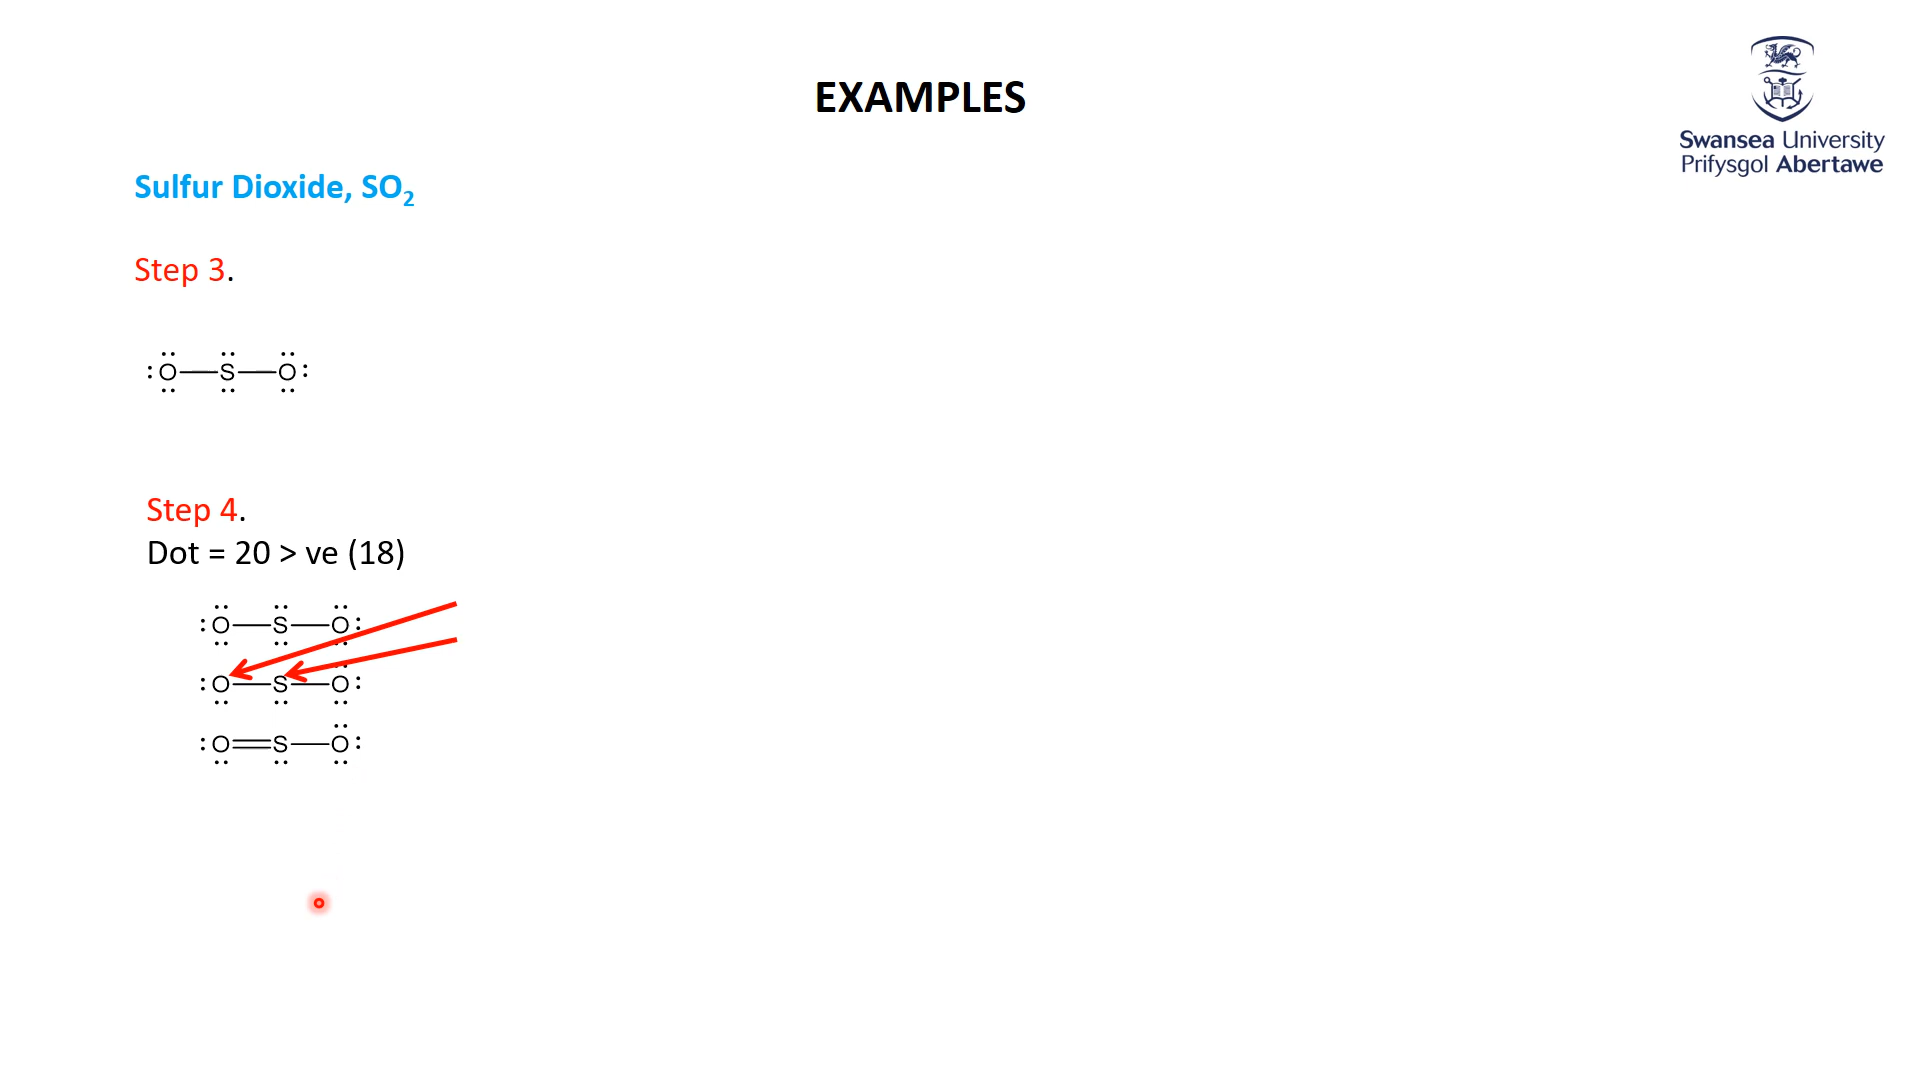 EXAMPLES
Swansea University
Prifysgol Abertawe
Sulfur Dioxide, SO₂
Step 3.
:O—S—O:
Step 4.
Dot = 20 > ve (18)
:O—S—O:
:O—S—O:
:O=S—O: